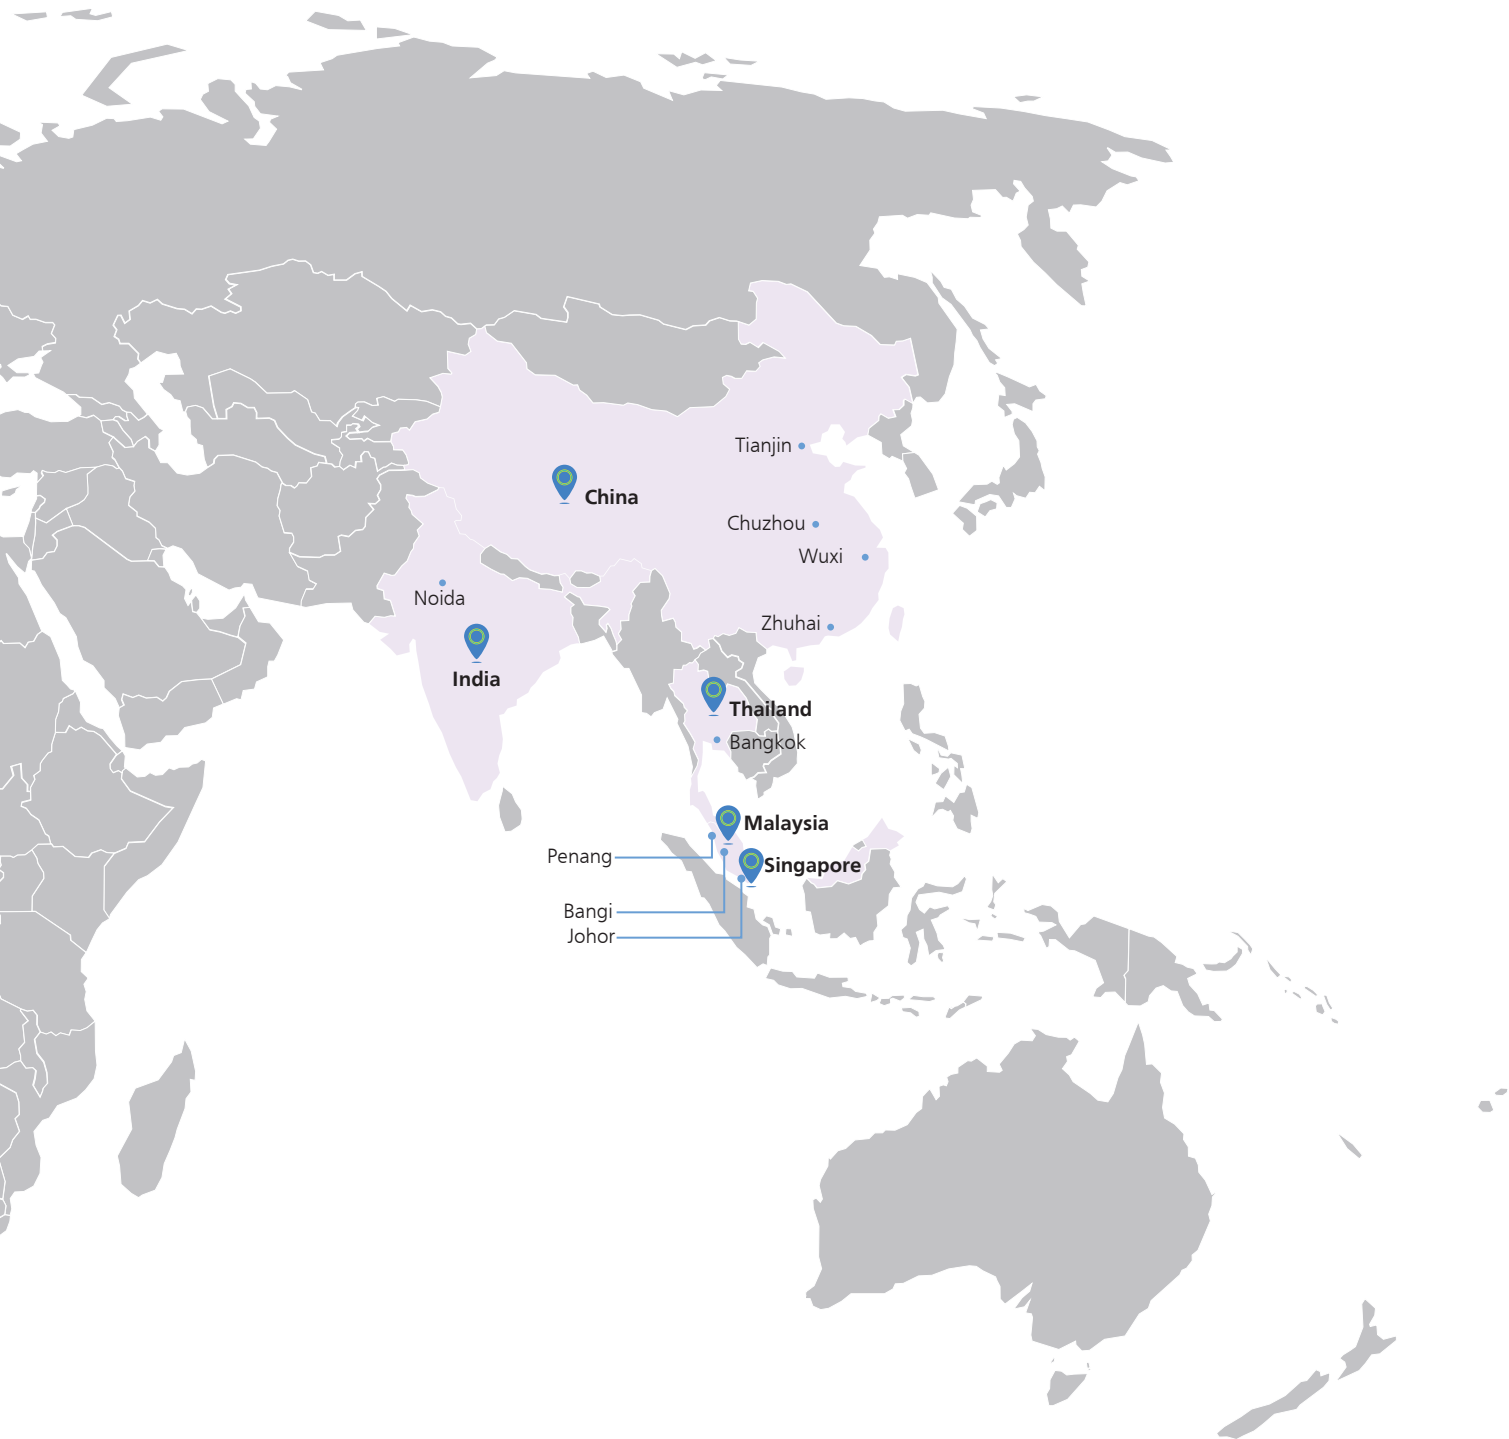 Tianjin
China
Chuzhou
Wuxi
Noida
Zhuhai
India
Thailand
Bangkok
Malaysia
Penang
Singapore
Bangi
Johor